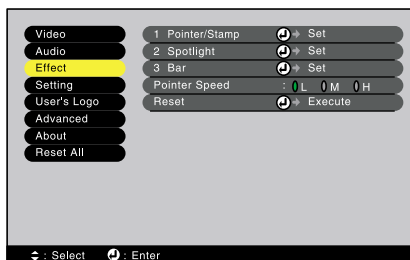 Video
Audio
Effect
Setting
User's Logo
Advanced
About
Reset All
1 Pointer/Stamp Set
2 Spotlight Set
3 Bar Set
Pointer Speed : L M H
Reset Execute
: Select : Enter